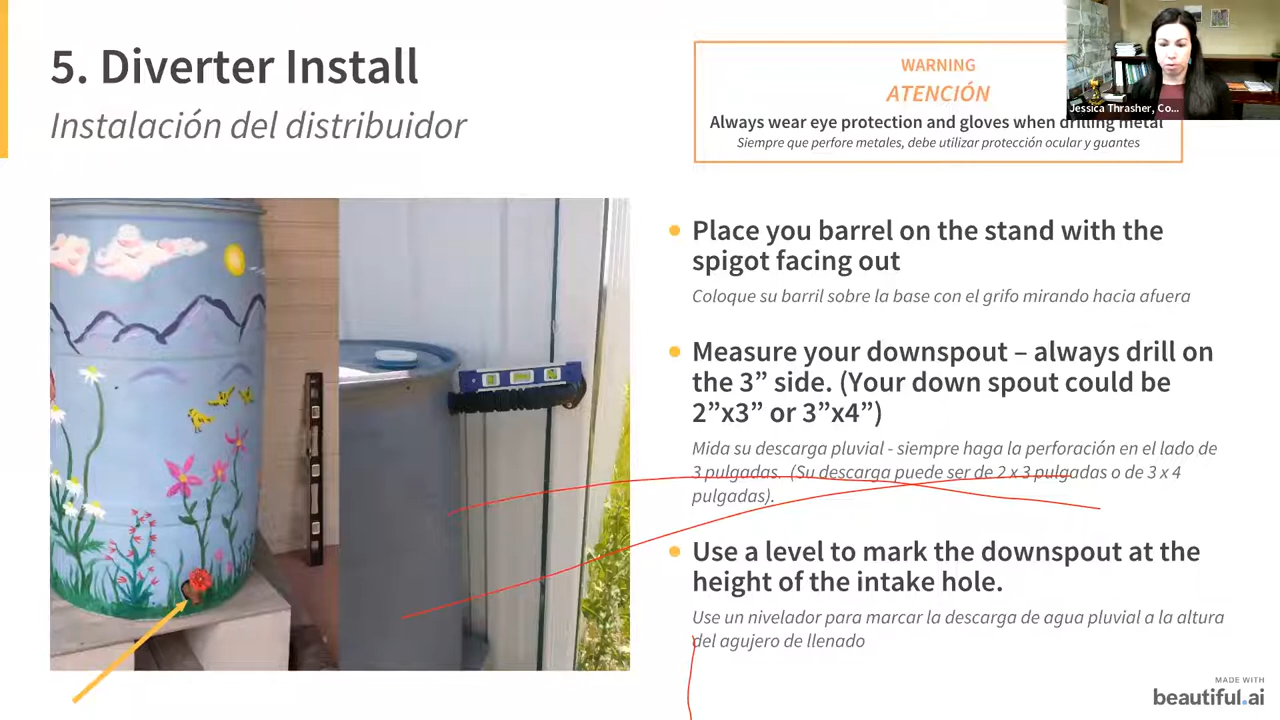 5. Diverter Install
Instalación del distribuidor
WARNING
ATENCIÓN
Always wear eye protection and gloves when drilling metal
Siempre que perfore metales, debe utilizar protección ocular y guantes
Jessica Thrasher, Co...
Place you barrel on the stand with the
spigot facing out
Coloque su barril sobre la base con el grifo mirando hacia afuera
Measure your downspout – always drill on
the 3” side. (Your down spout could be
2”x3” or 3”x4”)
Mida su descarga pluvial - siempre haga la perforación en el lado de
3 pulgadas. (Su descarga puede ser de 2 x 3 pulgadas o de 3 x 4
pulgadas).
Use a level to mark the downspout at the
height of the intake hole.
Use un nivelador para marcar la descarga de agua pluvial a la altura
del agujero de llenado
MADE WITH
beautiful.ai